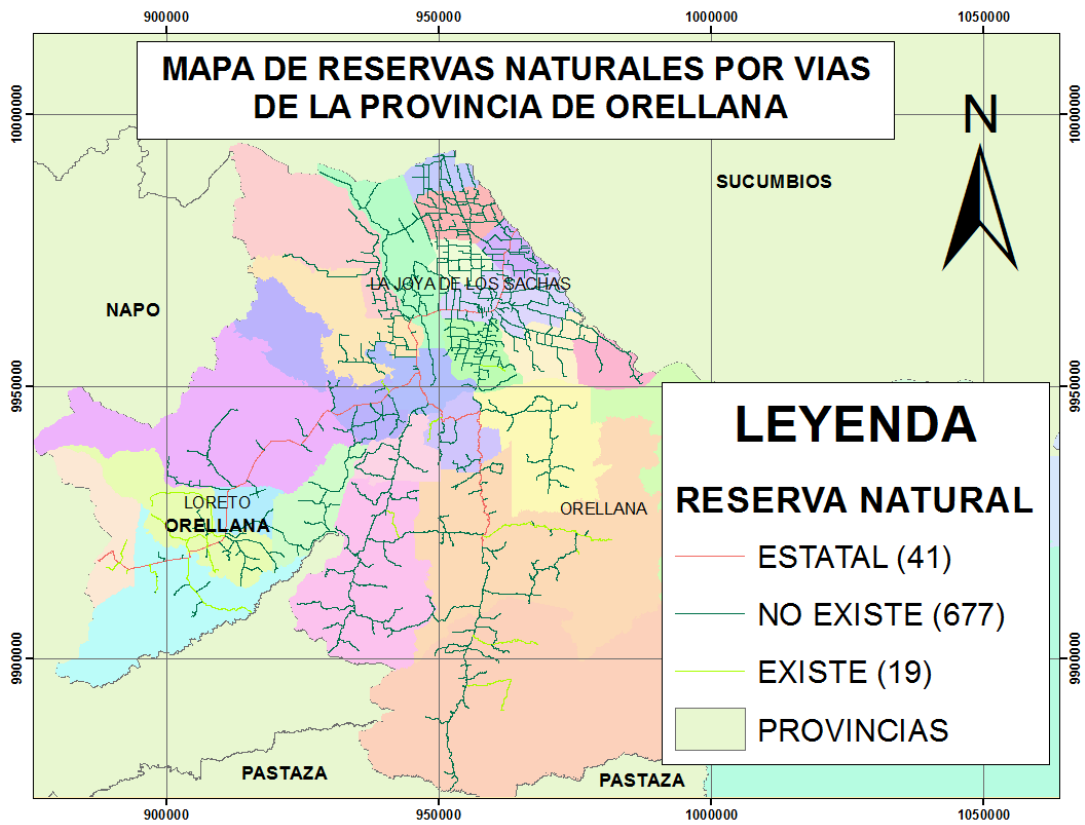 900000
950000
1000000
1050000
MAPA DE RESERVAS NATURALES POR VIAS
DE LA PROVINCIA DE ORELLANA
N
10000000
10000000
SUCUMBIOS
LA JOYA DE LOS SACHAS
NAPO
9950000
9950000
LEYENDA
RESERVA NATURAL
LORETO
ORELLANA
ORELLANA
ESTATAL (41)
NO EXISTE (677)
EXISTE (19)
PROVINCIAS
9900000
9900000
PASTAZA
PASTAZA
900000
950000
1000000
1050000